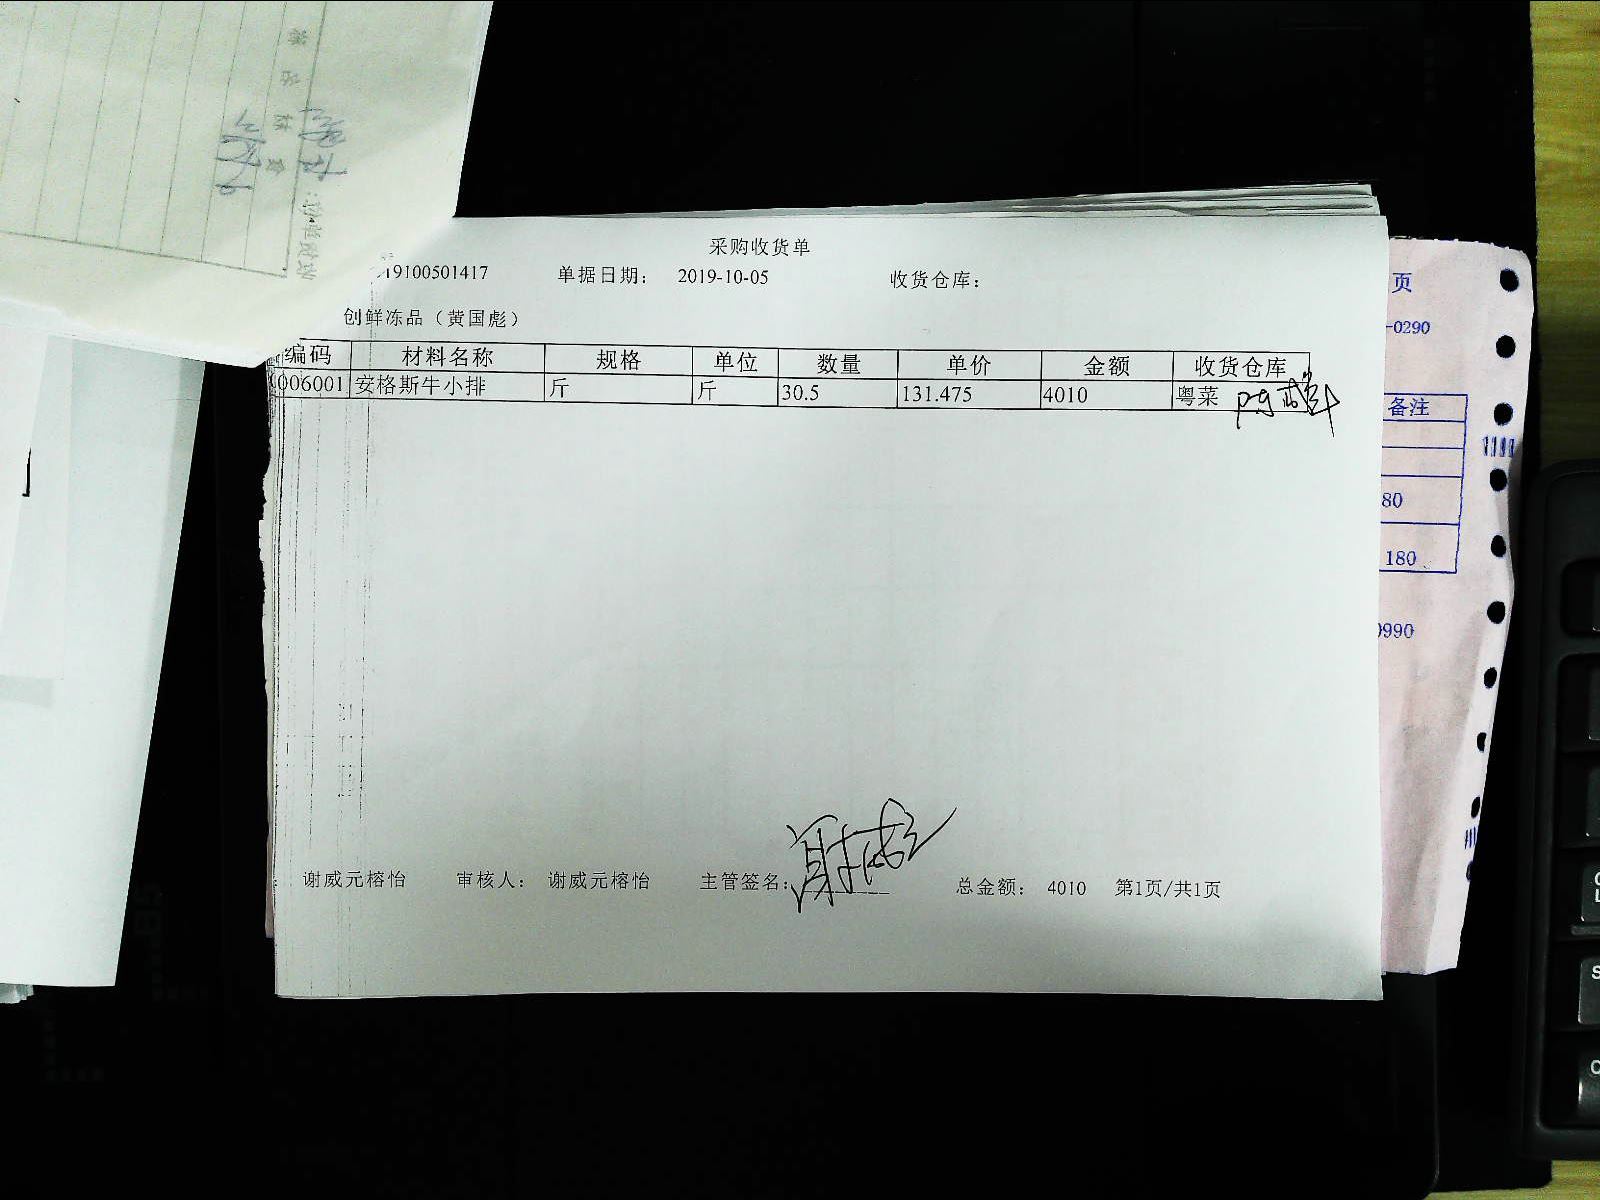 采购收货单
19100501417 单据日期： 2019-10-05 收货仓库：
创鲜冻品（黄国彪）
编码 材料名称 规格 单位 数量 单价 金额 收货仓库
006001 安格斯牛小排 斤 斤 30.5 131.475 4010 粤菜
谢威元榕怡 审核人： 谢威元榕怡 主管签名： 总金额： 4010 第1页/共1页
页
-0290
备注
80
180
0990